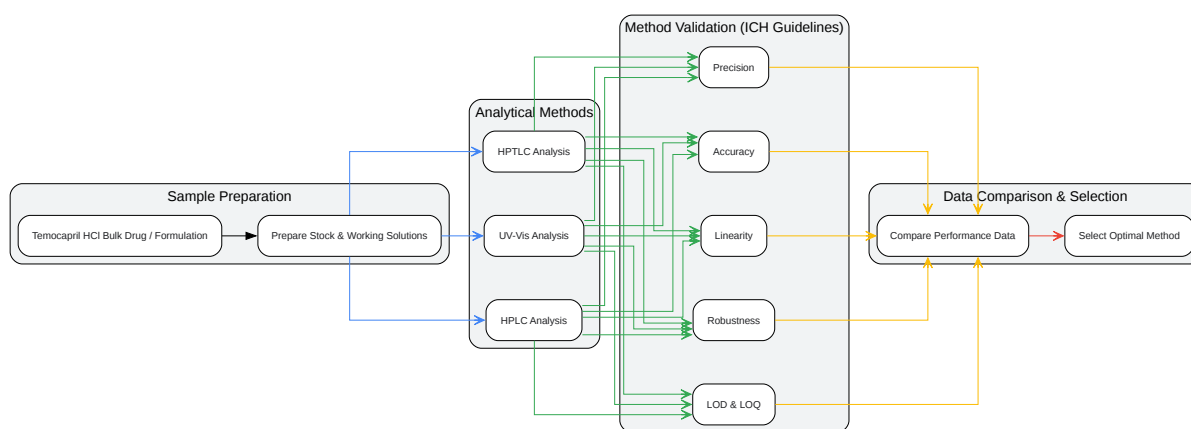 Sample Preparation
Temocapril HCl Bulk Drug / Formulation
Prepare Stock & Working Solutions
Analytical Methods
HPTLC Analysis
UV-Vis Analysis
HPLC Analysis
Method Validation (ICH Guidelines)
Precision
Accuracy
Linearity
Robustness
LOD & LOQ
Data Comparison & Selection
Compare Performance Data
Select Optimal Method